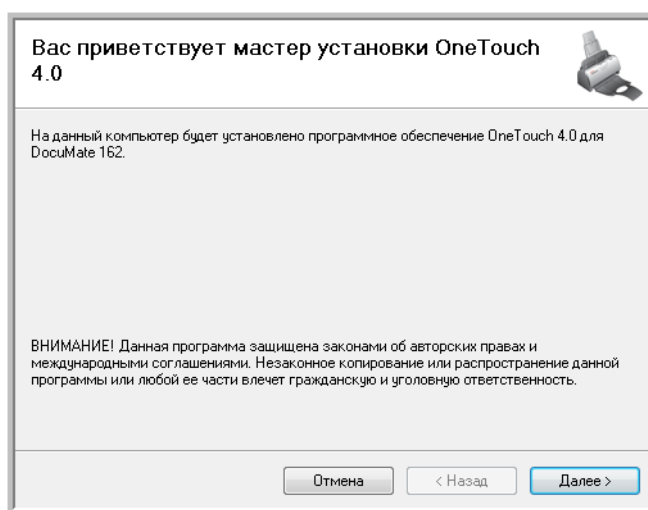 Вас приветствует мастер установки OneTouch
4.0
На данный компьютер будет установлено программное обеспечение OneTouch 4.0 для
DocuMate 162.
ВНИМАНИЕ! Данная программа защищена законами об авторских правах и
международными соглашениями. Незаконное копирование или распространение данной
программы или любой ее части влечет гражданскую и уголовную ответственность.
Отмена
< Назад
Далее >